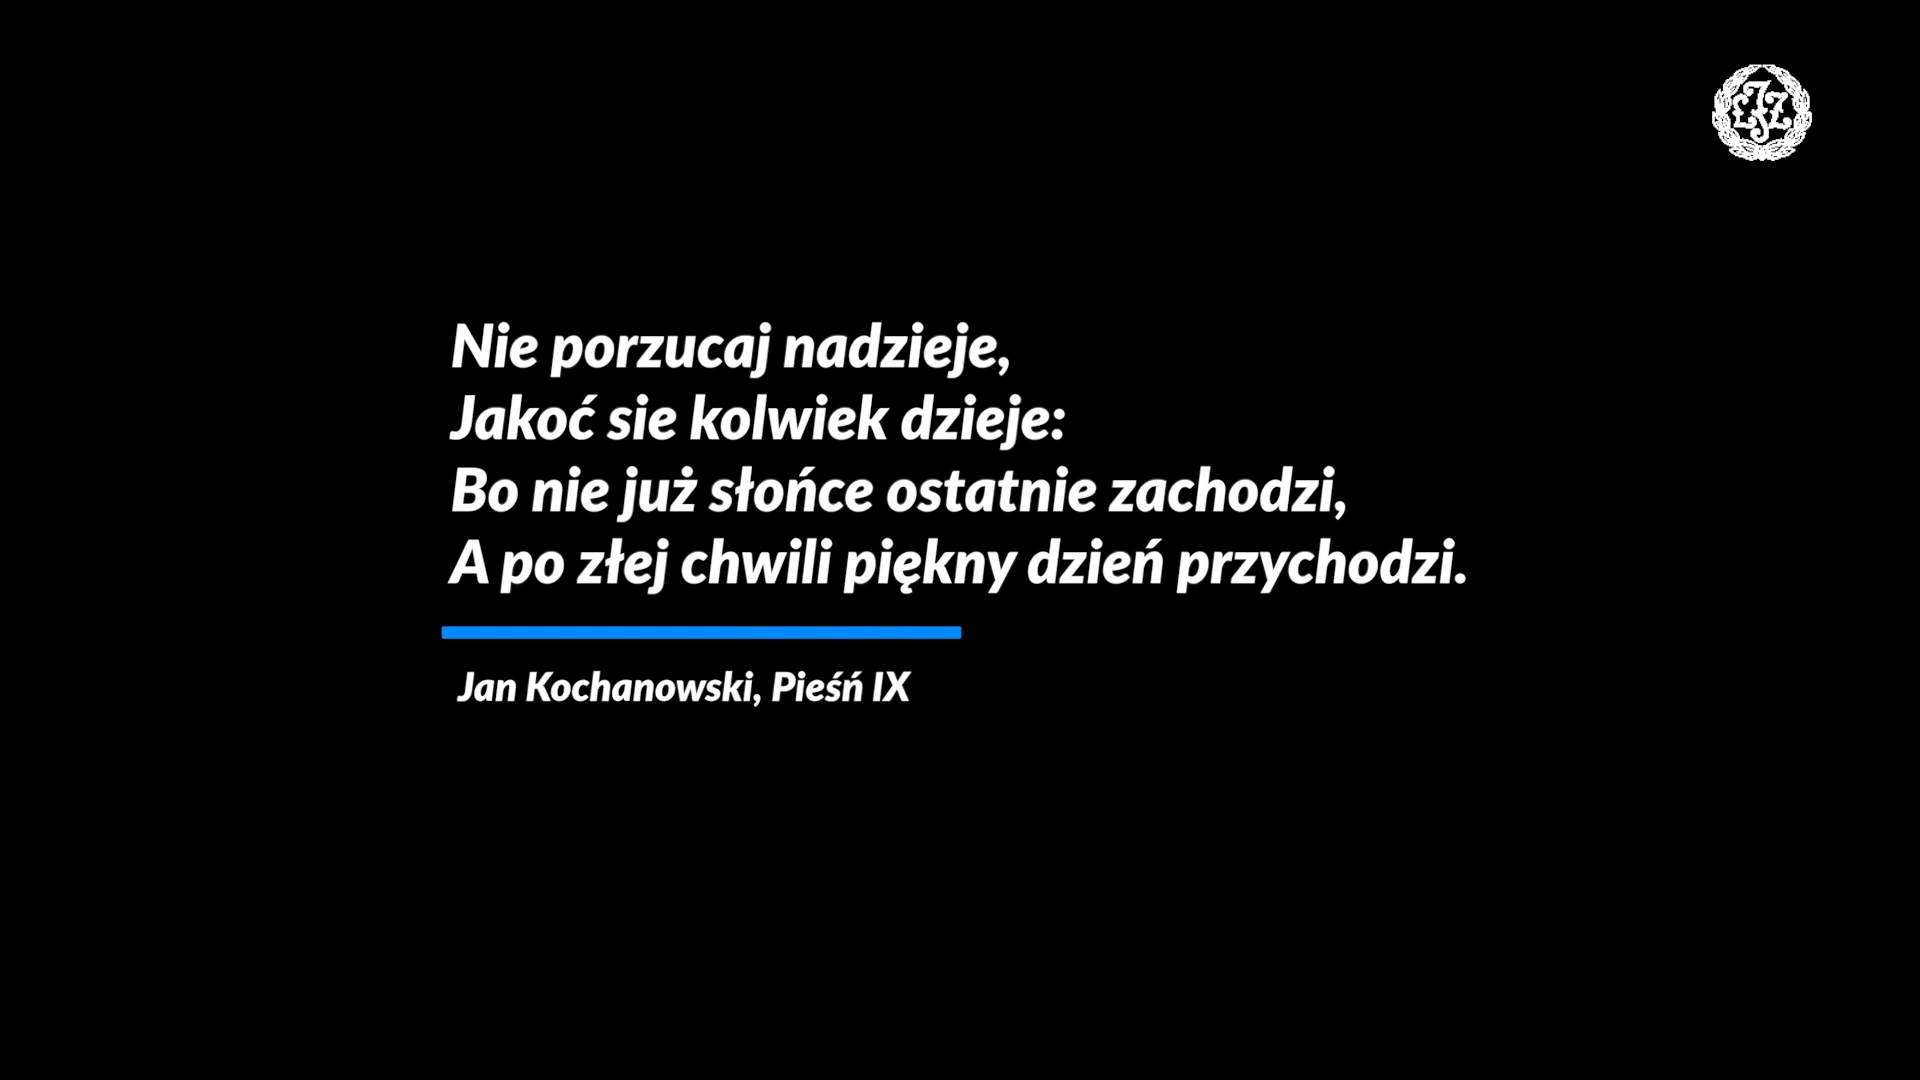 Nie porzucaj nadzieje,
Jakoć sie kolwiek dzieje:
Bo nie już słońce ostatnie zachodzi,
A po złej chwili piękny dzień przychodzi.
Jan Kochanowski, Pieśń IX